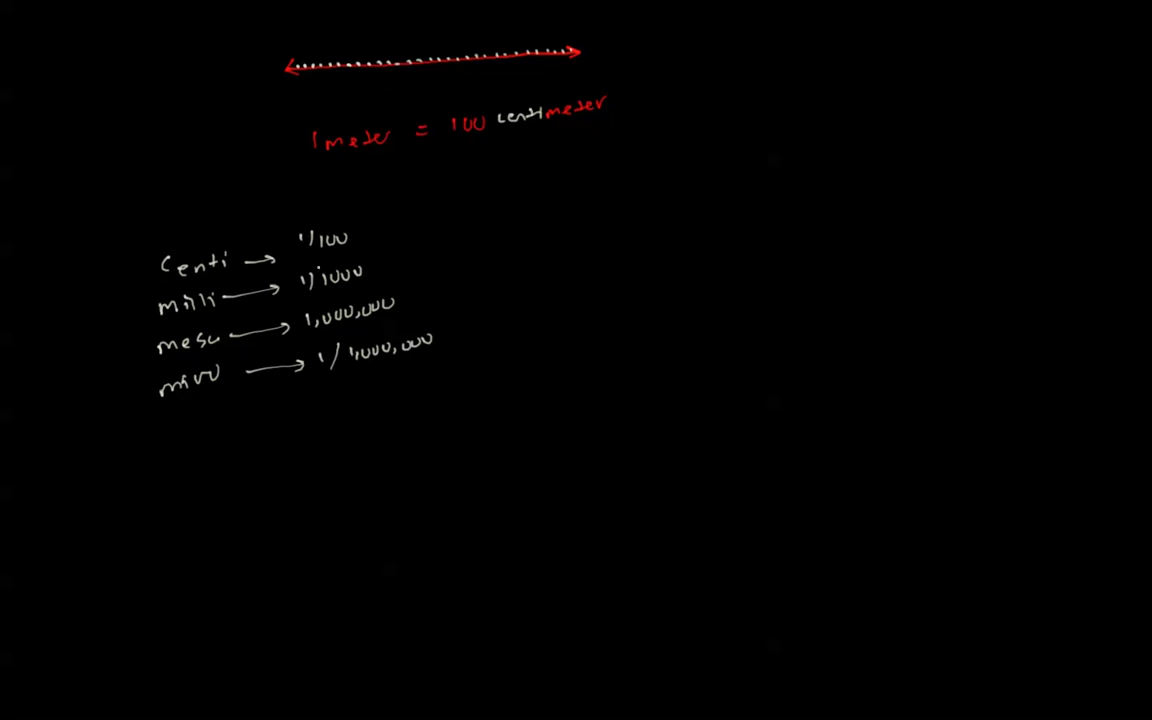 1 meter = 100 centimeter
Centi → 1/100
milli → 1/1000
mega → 1,000,000
micro → 1/1,000,000